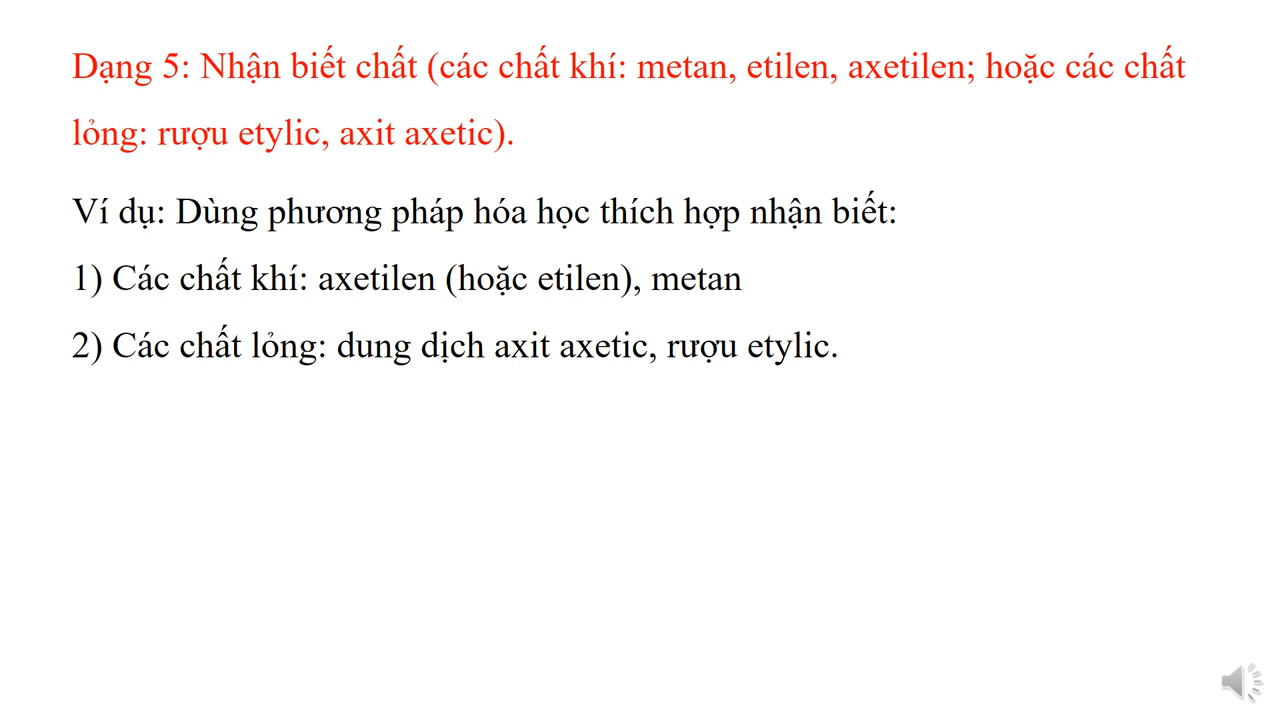 Dạng 5: Nhận biết chất (các chất khí: metan, etilen, axetilen; hoặc các chất
lỏng: rượu etylic, axit axetic).
Ví dụ: Dùng phương pháp hóa học thích hợp nhận biết:
1) Các chất khí: axetilen (hoặc etilen), metan
2) Các chất lỏng: dung dịch axit axetic, rượu etylic.